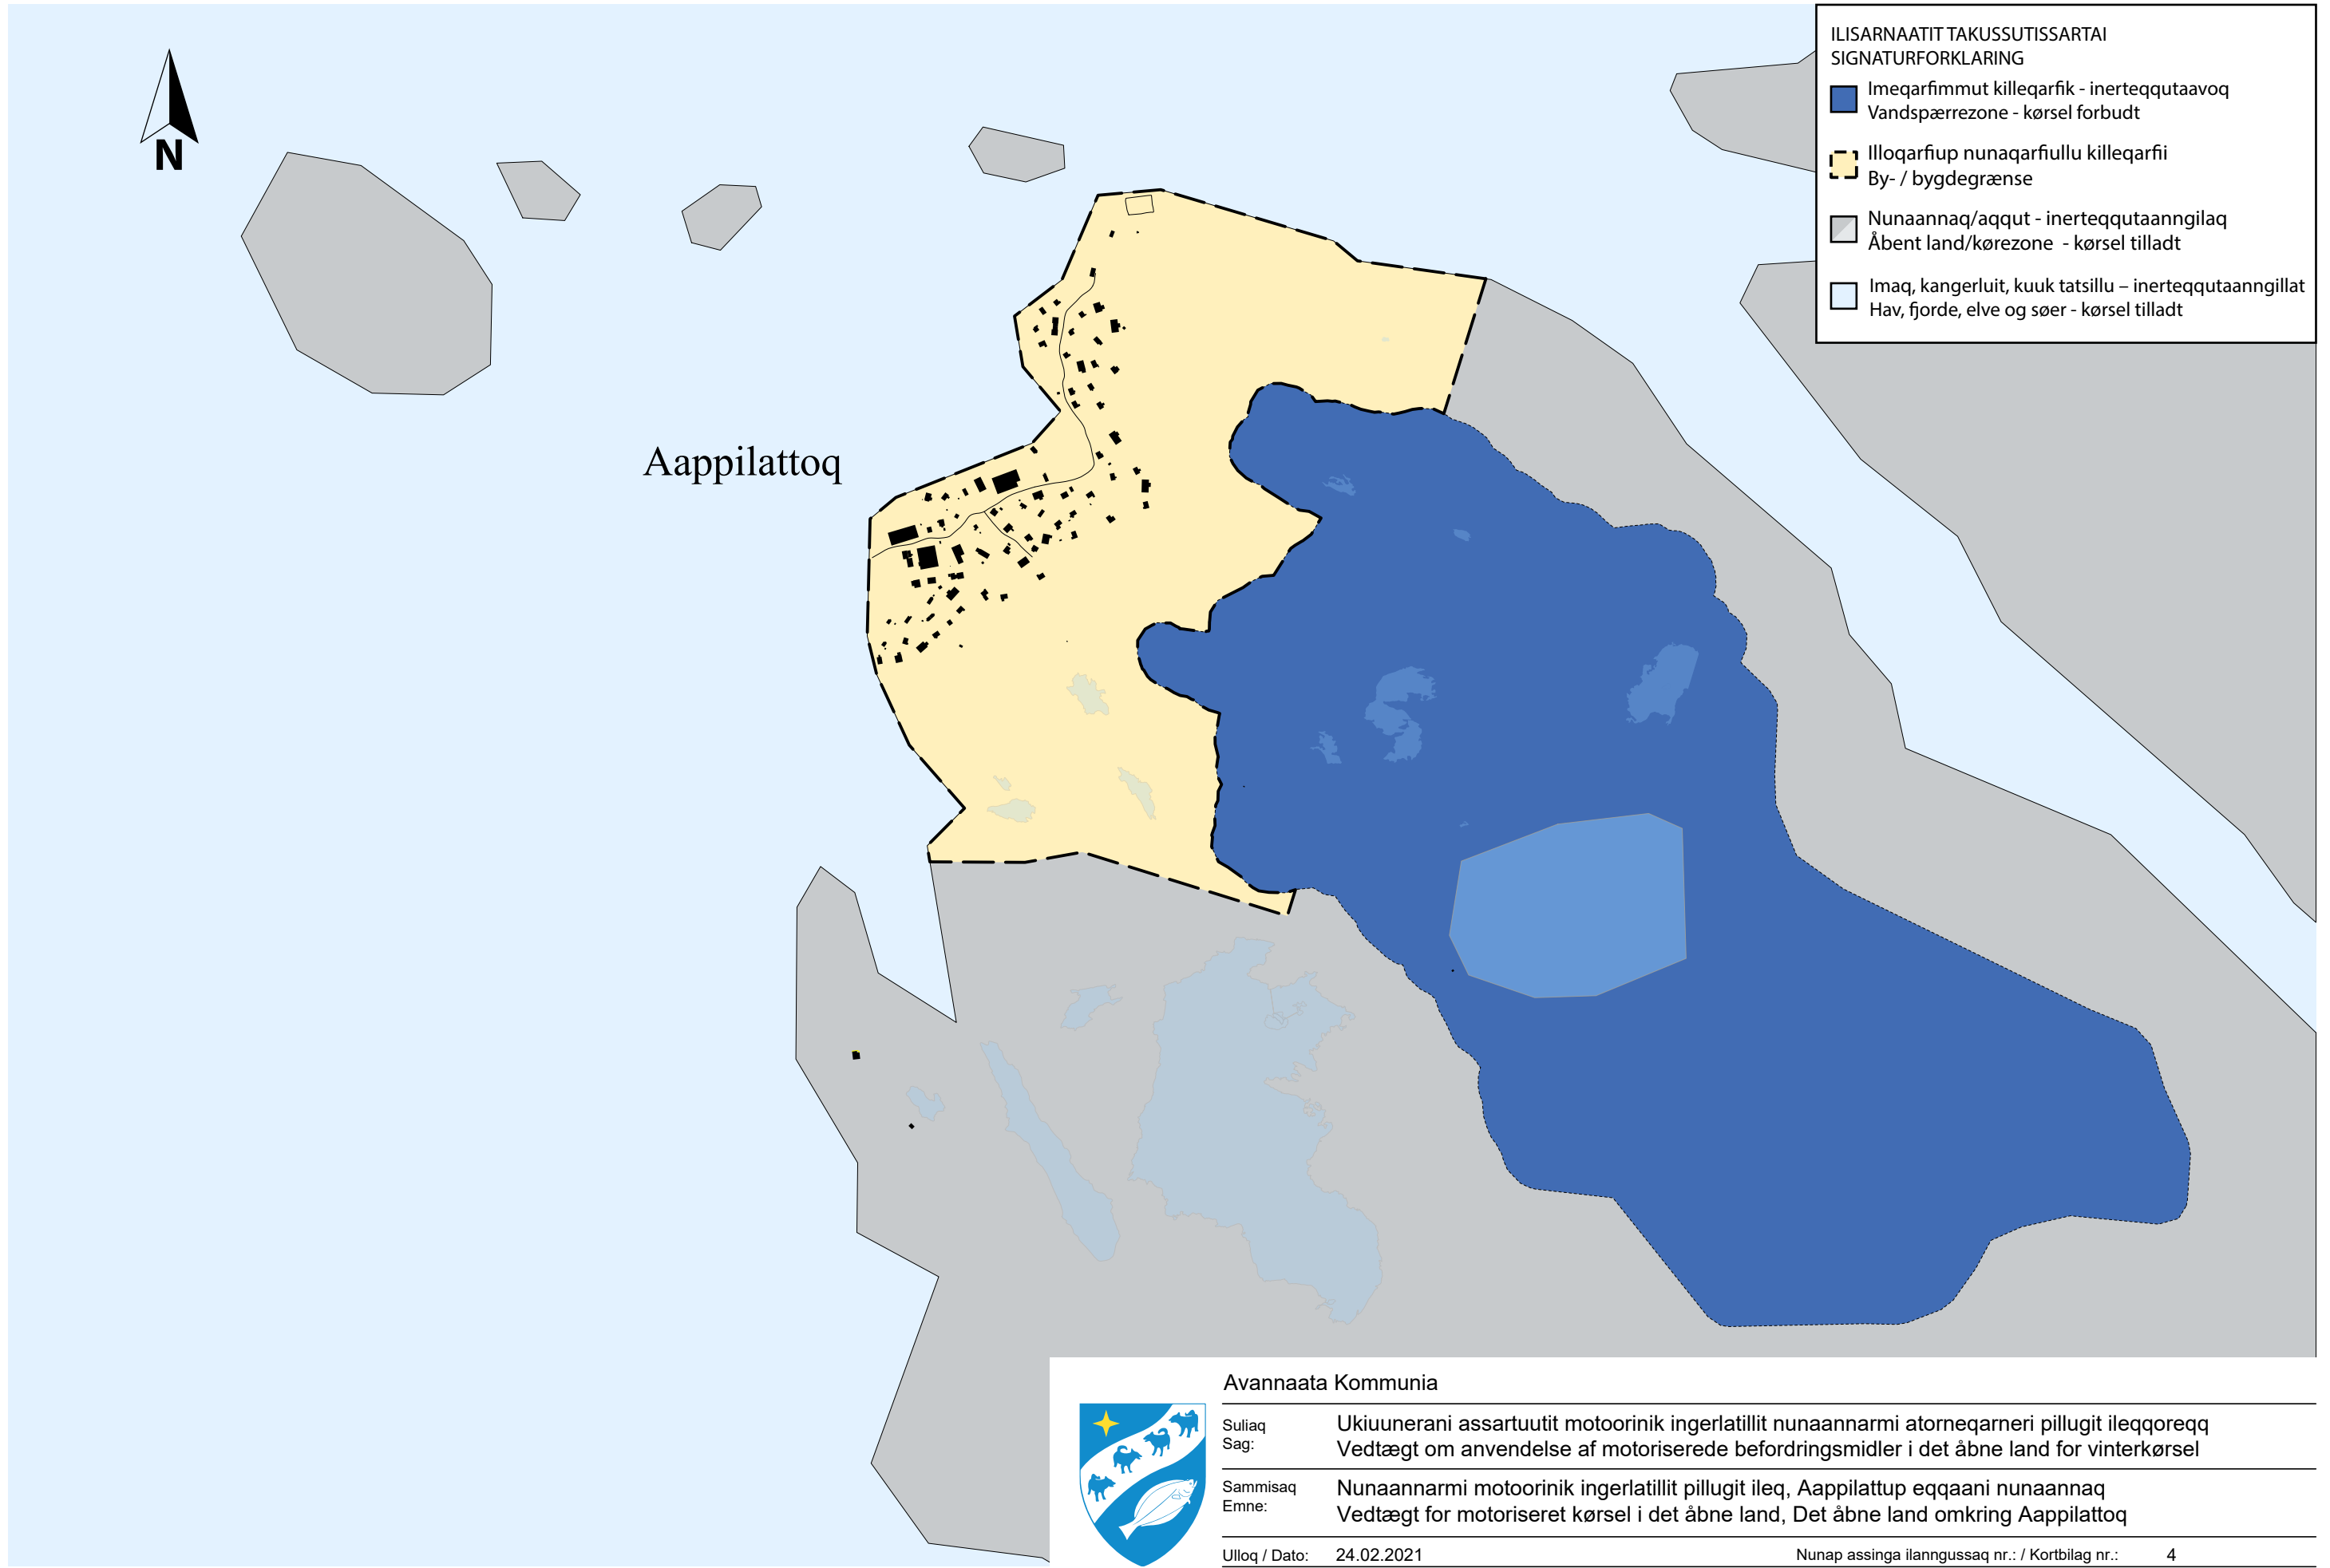 ILISARNAATIT TAKUSSUTISSARTAI
SIGNATURFORKLARING
Imeqarfimmut killeqarfik - inerteqqutaavoq
Vandspærrezone - kørsel forbudt
Illoqarfiup nunaqarfiullu killeqarfii
By- / bygdegrænse
Nunaannaq/aqqut - inerteqqutaanngilaq
Åbent land/kørezone - kørsel tilladt
Imaq, kangerluit, kuuk tatsillu – inerteqqutaanngillat
Hav, fjorde, elve og søer - kørsel tilladt
N
Aappilattoq
Avannaata Kommunia
Suliaq
Sag:
Ukiuunerani assartuutit motoorinik ingerlatillit nunaannarmi atorneqarneri pillugit ileqqoreqq
Vedtægt om anvendelse af motoriserede befordringsmidler i det åbne land for vinterkørsel
Sammisaq
Emne:
Nunaannarmi motoorinik ingerlatillit pillugit ileq, Aappilattup eqqaani nunaannaq
Vedtægt for motoriseret kørsel i det åbne land, Det åbne land omkring Aappilattoq
Ulloq / Dato: 24.02.2021 Nunap assinga ilanngussaq nr.: / Kortbilag nr.: 4